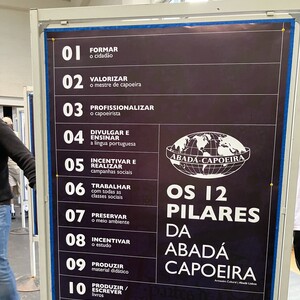 01 FORMAR
o cidadão
02 VALORIZAR
o mestre de capoeira
03 PROFISSIONALIZAR
o capoeirista
04 DIVULGAR E
ENSINAR
a língua portuguesa
05 INCENTIVAR E
REALIZAR
campanhas sociais
06 TRABALHAR
com todas as
classes sociais
07 PRESERVAR
o meio ambiente
08 INCENTIVAR
o estudo
09 PRODUZIR
material didático
10 PRODUZIR /
ESCREVER
livros
ABADÁ-CAPOEIRA
OS 12
PILARES
DA
ABADÁ
CAPOEIRA